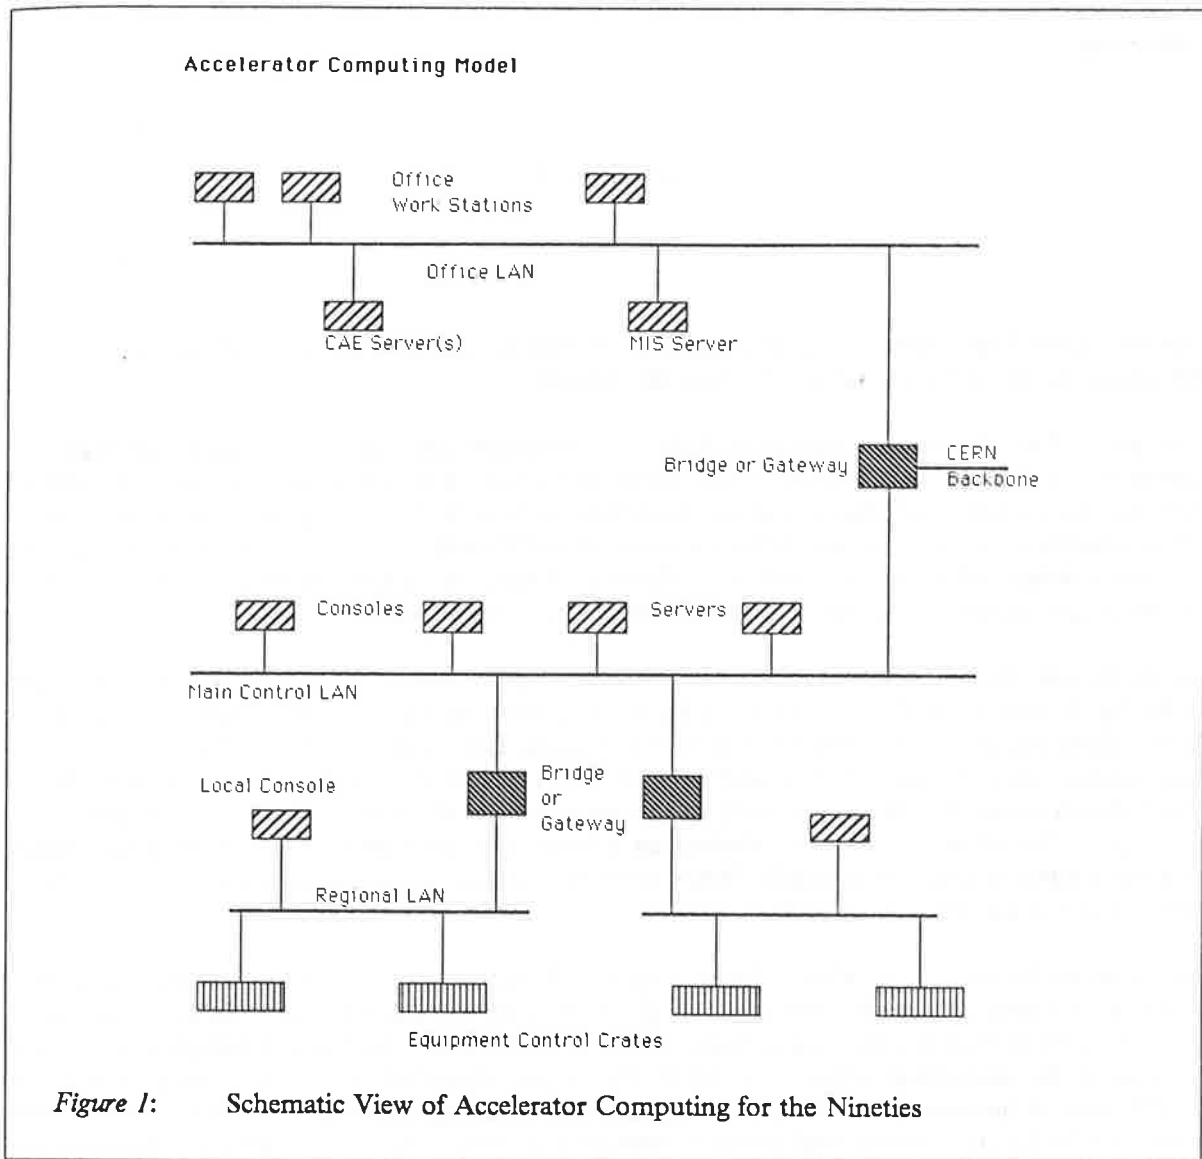 Accelerator Computing Model
Office
Work Stations
Office LAN
CAE Server(s)
MIS Server
Bridge or Gateway
CERN
Backbone
Consoles
Servers
Main Control LAN
Local Console
Bridge
or
Gateway
Regional LAN
Equipment Control Crates
Figure 1: Schematic View of Accelerator Computing for the Nineties